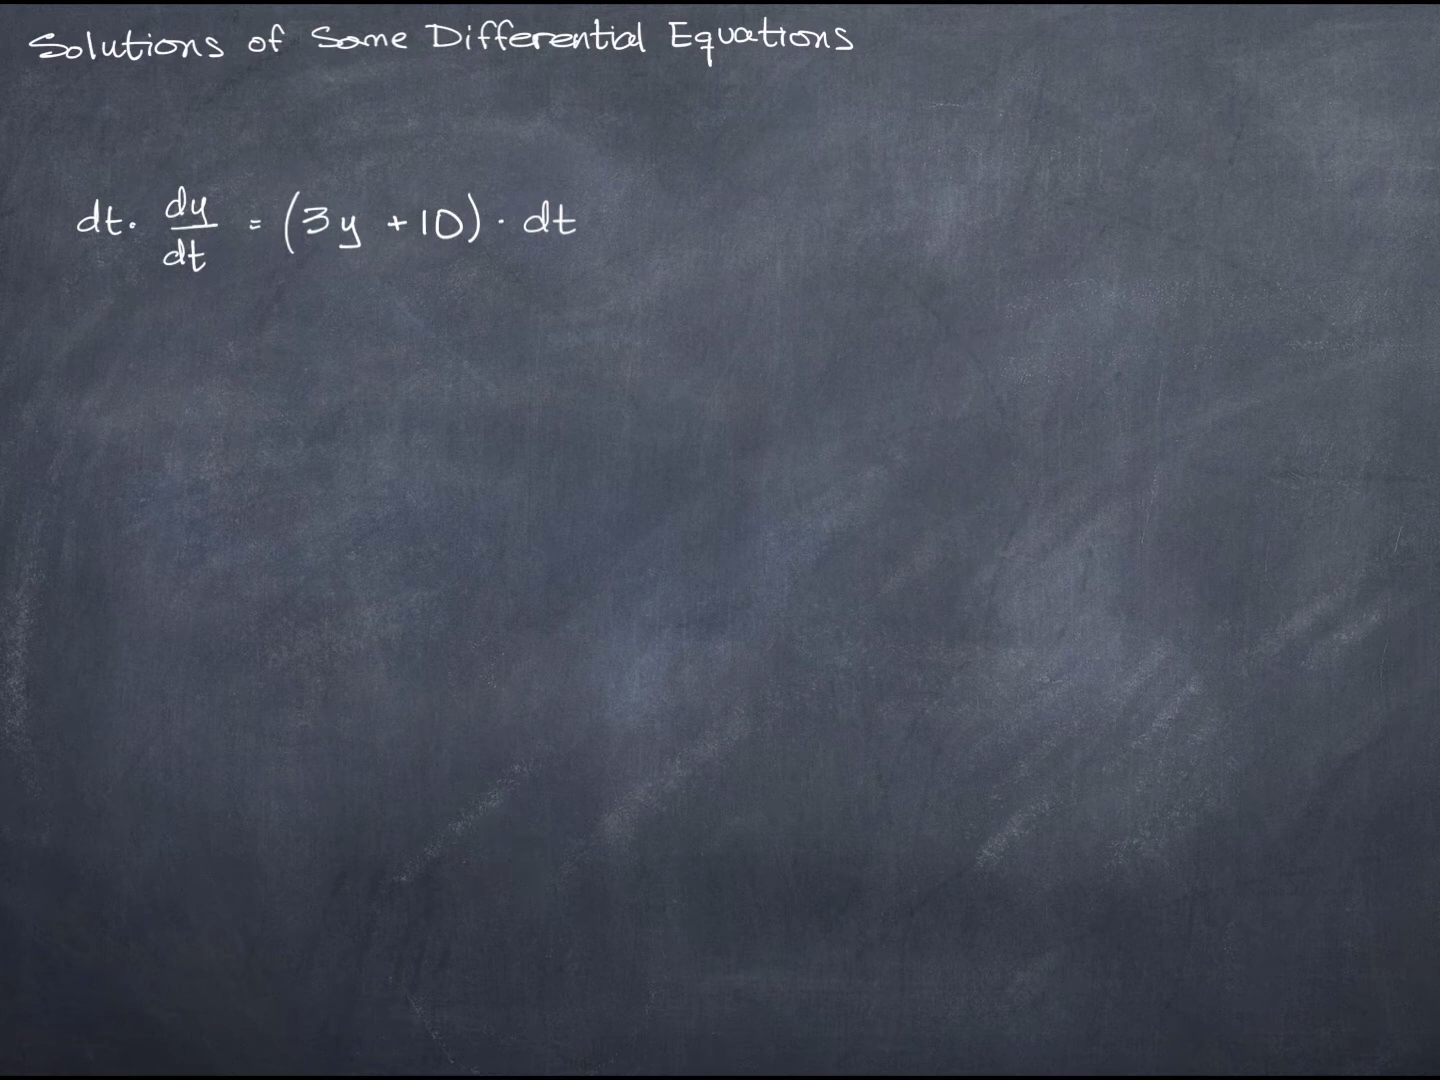 Solutions of Some Differential Equations
dt · dy/dt = (3y + 10) · dt